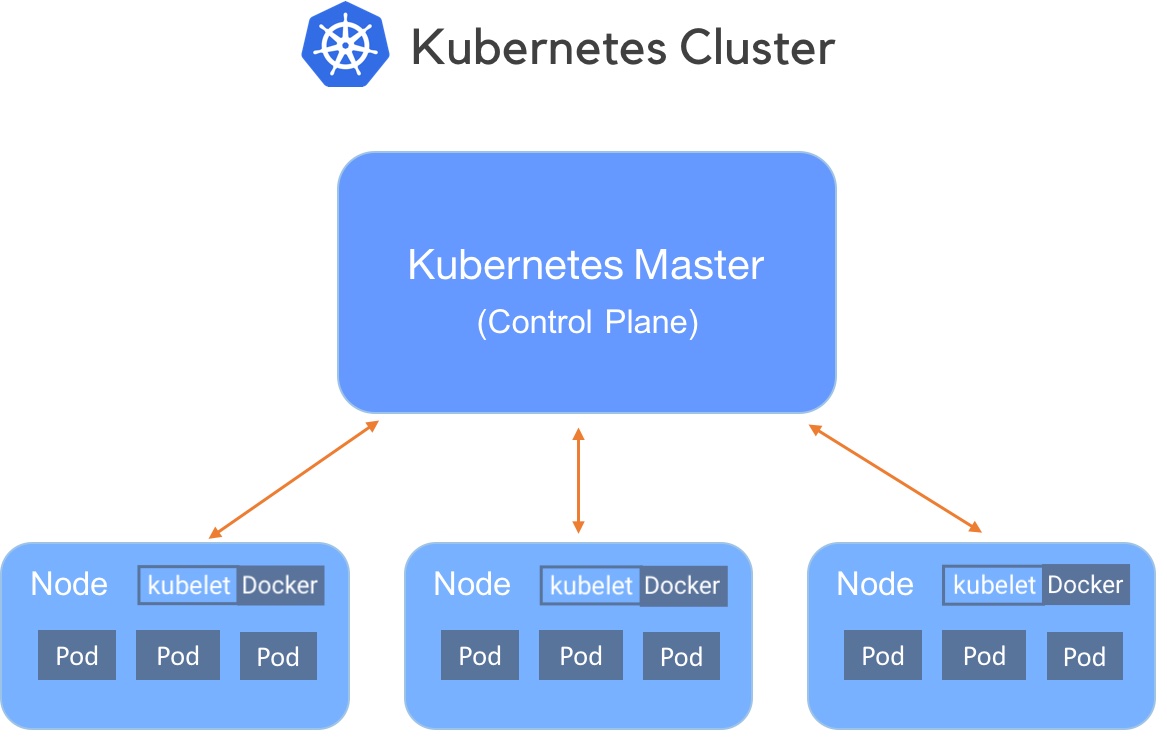 Kubernetes Cluster
Kubernetes Master
(Control Plane)
Node kubelet Docker
Pod Pod Pod
Node kubelet Docker
Pod Pod Pod
Node kubelet Docker
Pod Pod Pod